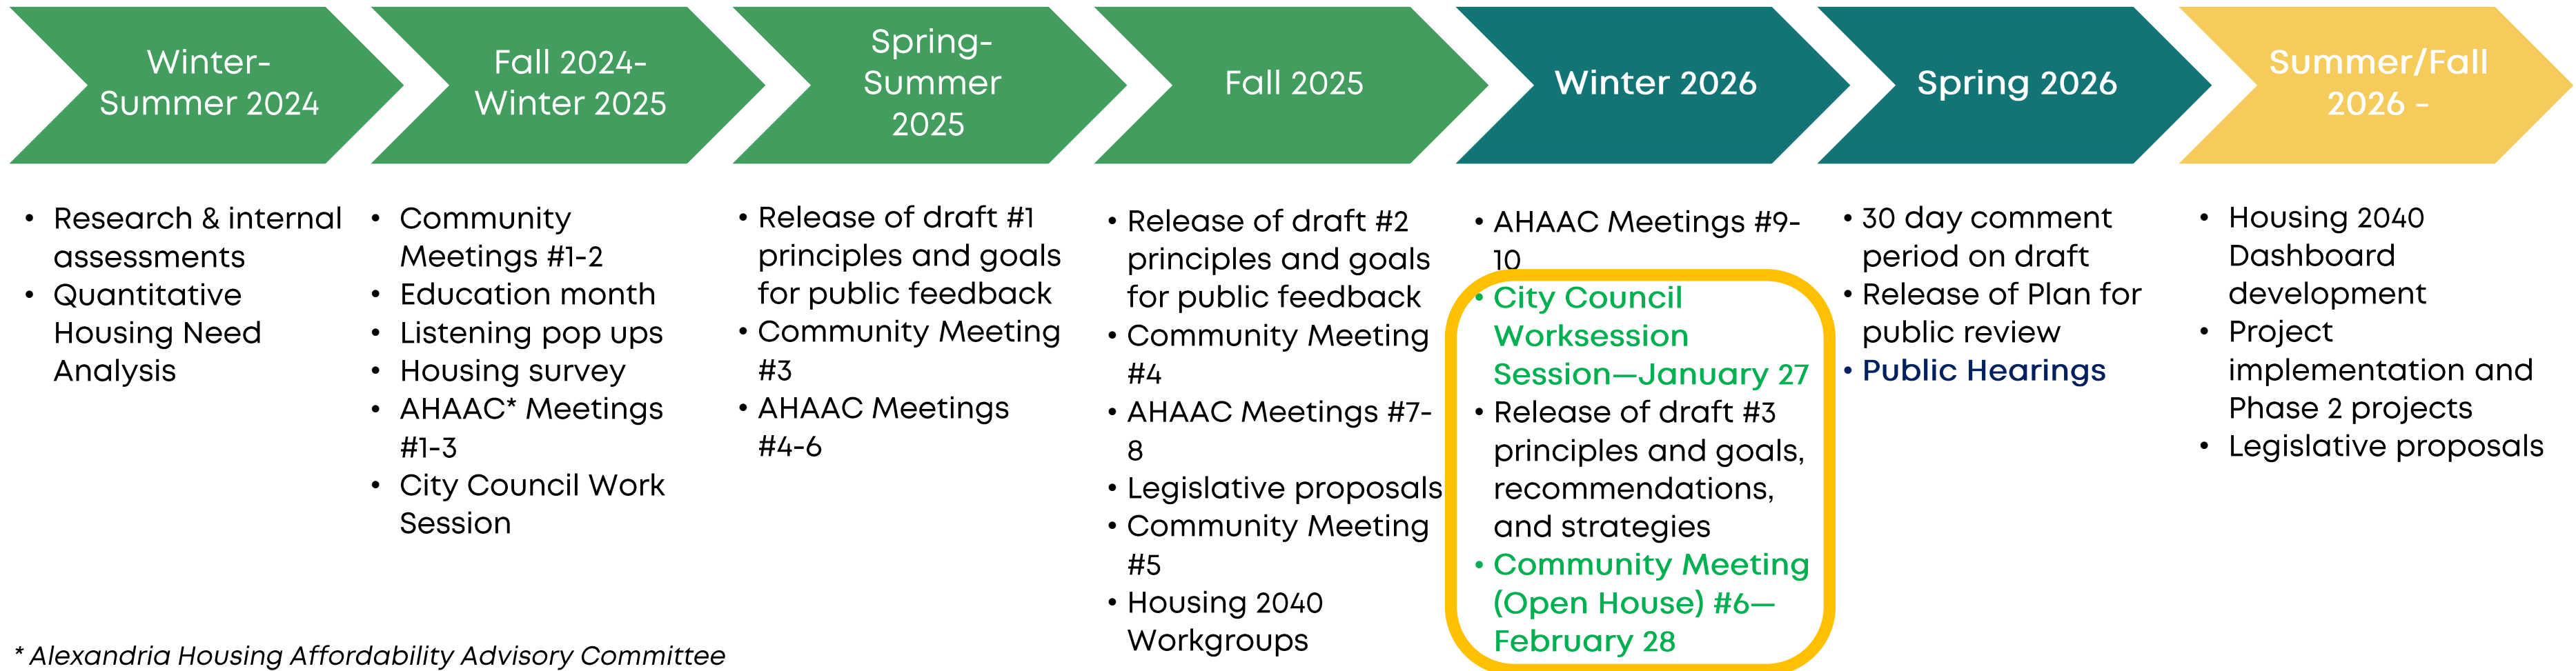 Winter-
Summer 2024
Fall 2024-
Winter 2025
Spring-
Summer
2025
Fall 2025
Winter 2026
Spring 2026
Summer/Fall
2026 -
• Research & internal
assessments
• Quantitative
Housing Need
Analysis
• Community
Meetings #1-2
• Education month
• Listening pop ups
• Housing survey
• AHAAC* Meetings
#1-3
• City Council Work
Session
• Release of draft #1
principles and goals
for public feedback
• Community Meeting
#3
• AHAAC Meetings
#4-6
• Release of draft #2
principles and goals
for public feedback
• Community Meeting
#4
• AHAAC Meetings #7-
8
• Legislative proposals
• Community Meeting
#5
• Housing 2040
Workgroups
• AHAAC Meetings #9-
10
• City Council
Worksession
Session—January 27
• Release of draft #3
principles and goals,
recommendations,
and strategies
• Community Meeting
(Open House) #6—
February 28
• 30 day comment
period on draft
• Release of Plan for
public review
• Public Hearings
• Housing 2040
Dashboard
development
• Project
implementation and
Phase 2 projects
• Legislative proposals
* Alexandria Housing Affordability Advisory Committee